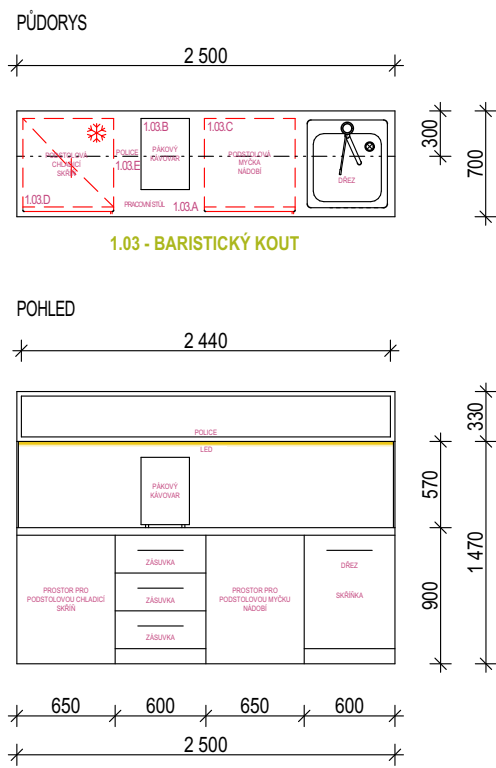 PŮDORYS
2 500
1.03.B
1.03.C
PODSTOLOVÁ
CHLADICÍ
SKŘÍŇ
POLICE
1.03.E
PÁKOVÝ
KÁVOVAR
PODSTOLOVÁ
MYČKA
NÁDOBÍ
DŘEZ
1.03.D
PRACOVNÍ STŮL
1.03.A
300
700
1.03 - BARISTICKÝ KOUT
POHLED
2 440
POLICE
LED
PÁKOVÝ
KÁVOVAR
330
570
1 470
900
ZÁSUVKA
DŘEZ
PROSTOR PRO
PODSTOLOVOU CHLADICÍ
SKŘÍŇ
ZÁSUVKA
PROSTOR PRO
PODSTOLOVOU MYČKU
NÁDOBÍ
SKŘÍŇKA
ZÁSUVKA
650
600
650
600
2 500